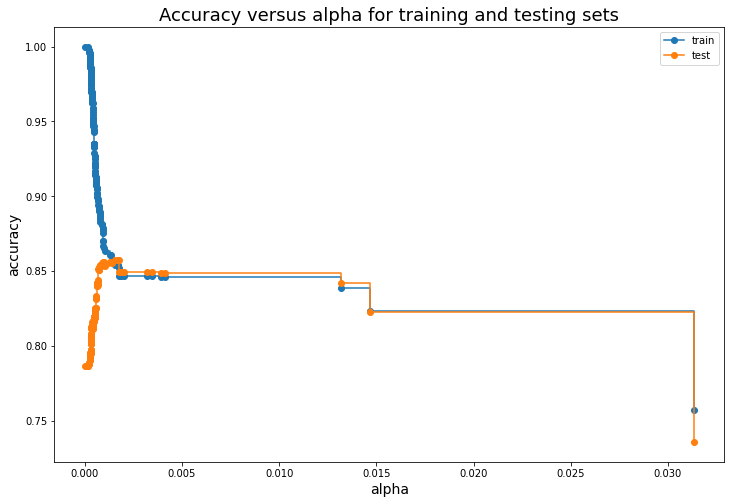 Accuracy versus alpha for training and testing sets
train
test
1.00
0.95
0.90
0.85
0.80
0.75
accuracy
0.000
0.005
0.010
0.015
0.020
0.025
0.030
alpha